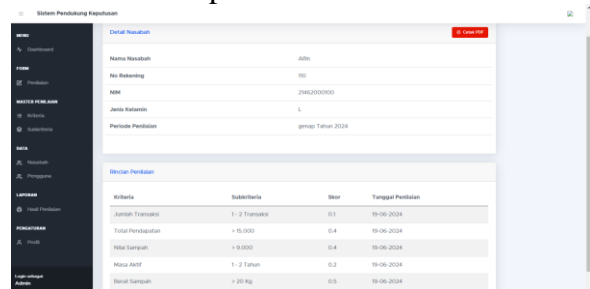 Sistem Pendukung Keputusan
MENU
Dashboard
FORM
Penilaian
MASTER PENILAIAN
Kriteria
Subkriteria
DATA
Nasabah
Pengguna
LAPORAN
Hasil Penilaian
PENGATURAN
Profil
Login sebagai:
Admin
Detail Nasabah
Cetak PDF
Nama Nasabah Alfin
No Rekening 110
NIM 21462000100
Jenis Kelamin L
Periode Penilaian genap Tahun 2024
Rincian Penilaian
Kriteria Subkriteria Skor Tanggal Penilaian
Jumlah Transaksi 1 - 2 Transaksi 0.1 19-06-2024
Total Pendapatan > 15.000 0.4 19-06-2024
Nilai Sampah > 9.000 0.4 19-06-2024
Masa Aktif 1 - 2 Tahun 0.2 19-06-2024
Berat Sampah > 20 Kg 0.5 19-06-2024